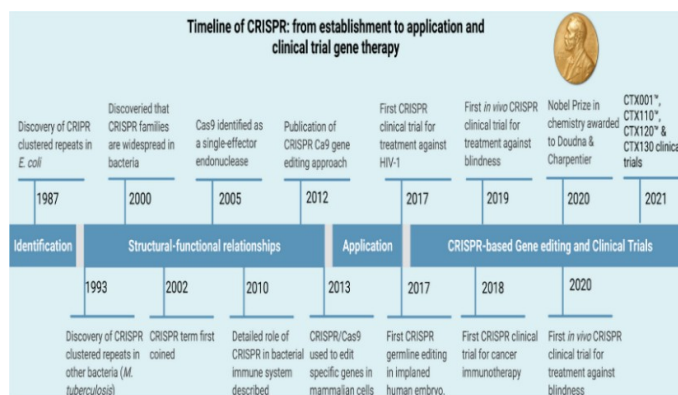 Timeline of CRISPR: from establishment to application and
clinical trial gene therapy
Discovery of CRIPR
clustered repeats in
E. coli
1987
Discoveried that
CRISPR families
are widespread in
bacteria
2000
Cas9 identified as
a single-effector
endonuclease
2005
Publication of
CRISPR Ca9 gene
editing approach
2012
First CRISPR
clinical trial for
treatment against
HIV-1
2017
First in vivo CRISPR
clinical trial for
treatment against
blindness
2019
Nobel Prize in
chemistry awarded
to Doudna &
Charpentier
2020
CTX001™,
CTX110™,
CTX120™ &
CTX130 clinical
trials
2021
Identification
Structural-functional relationships
Application
CRISPR-based Gene editing and Clinical Trials
1993
Discovery of CRISPR
clustered repeats in
other bacteria (M.
tuberculosis)
2002
CRISPR term first
coined
2010
Detailed role of
CRISPR in bacterial
immune system
described
2013
CRISPR/Cas9
used to edit
specific genes in
mammalian cells
2017
First CRISPR
germline editing
in implaned
human embryo.
2018
First CRISPR clinical
trial for cancer
immunotherapy
2020
First in vivo CRISPR
clinical trial for
treatment against
blindness